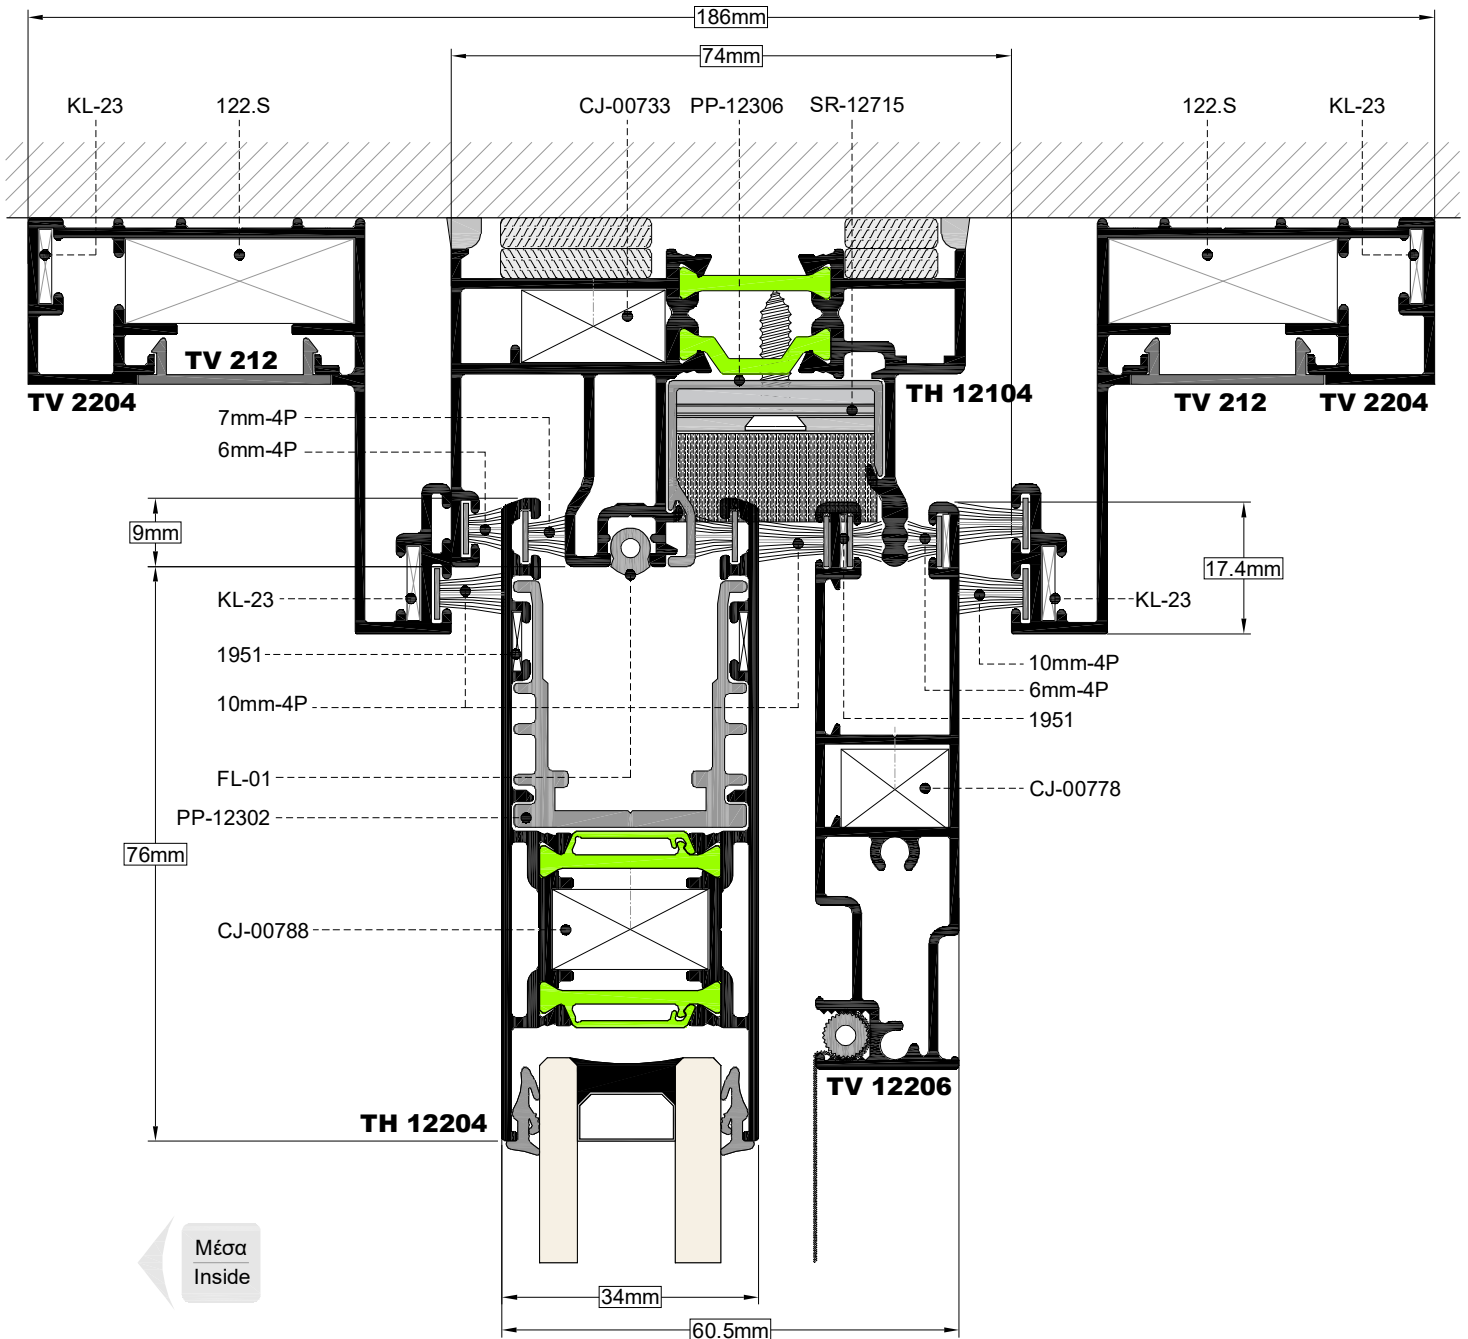 186mm
74mm
KL-23
122.S
CJ-00733
PP-12306
SR-12715
122.S
KL-23
TV 212
TV 2204
TH 12104
TV 212
TV 2204
7mm-4P
6mm-4P
9mm
17.4mm
KL-23
KL-23
1951
10mm-4P
10mm-4P
6mm-4P
1951
FL-01
CJ-00778
PP-12302
76mm
CJ-00788
TV 12206
TH 12204
Μέσα
Inside
34mm
60.5mm